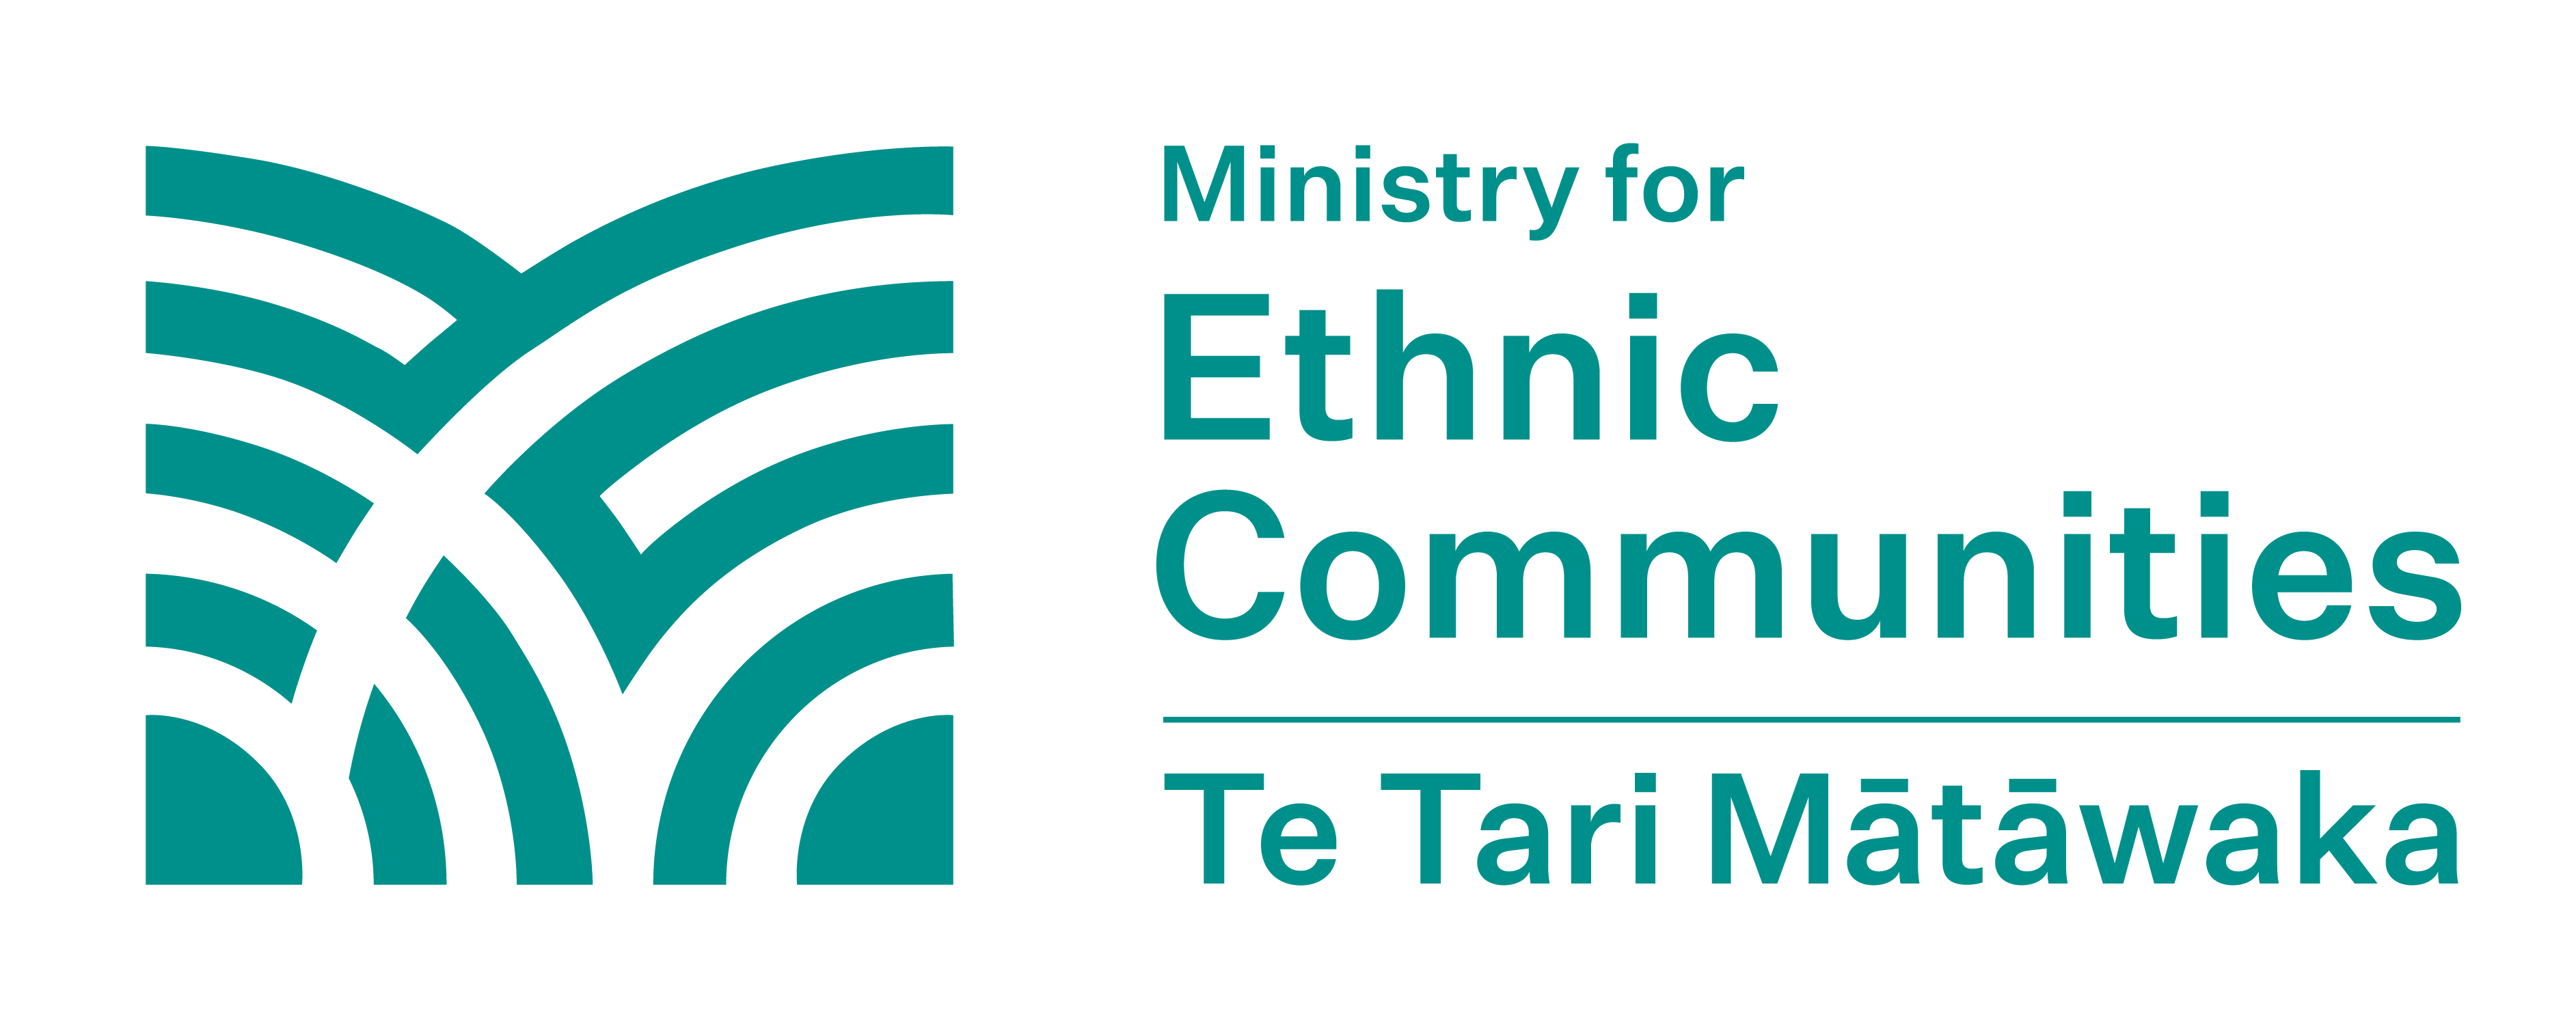 Ministry for
Ethnic
Communities
Te Tari Mātāwaka